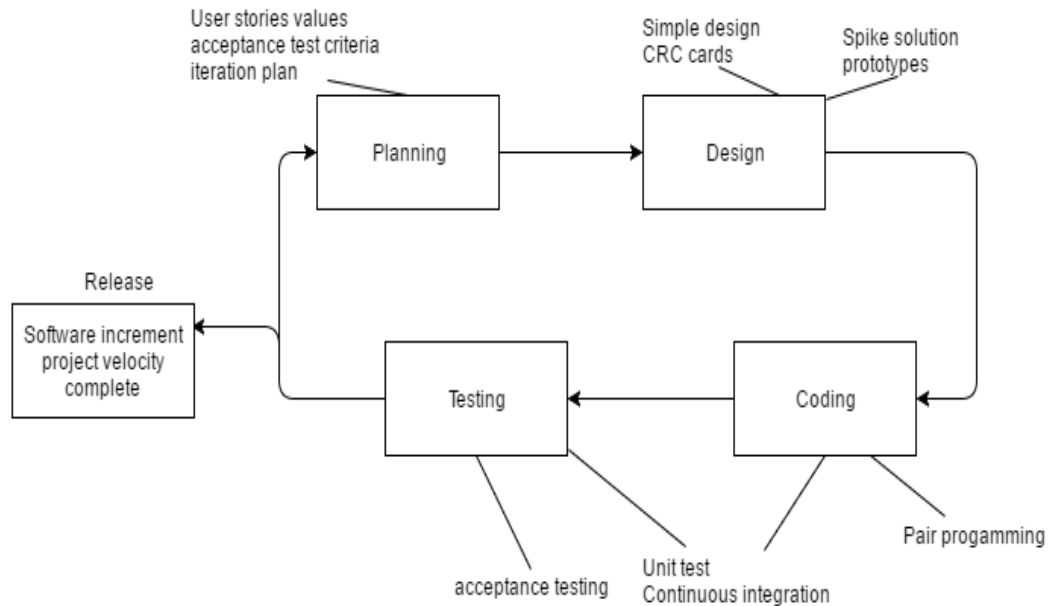 User stories values
acceptance test criteria
iteration plan
Simple design
CRC cards
Spike solution
prototypes
Planning
Design
Release
Software increment
project velocity
complete
Testing
Coding
acceptance testing
Unit test
Continuous integration
Pair progamming